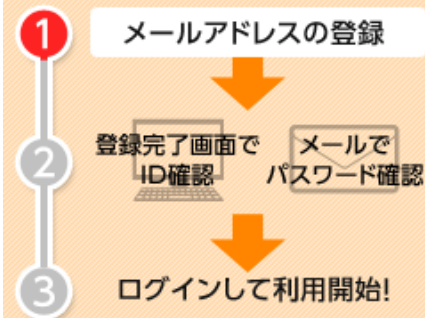 1 メールアドレスの登録
2
登録完了画面で
ID確認
メールで
パスワード確認
3 ログインして利用開始!